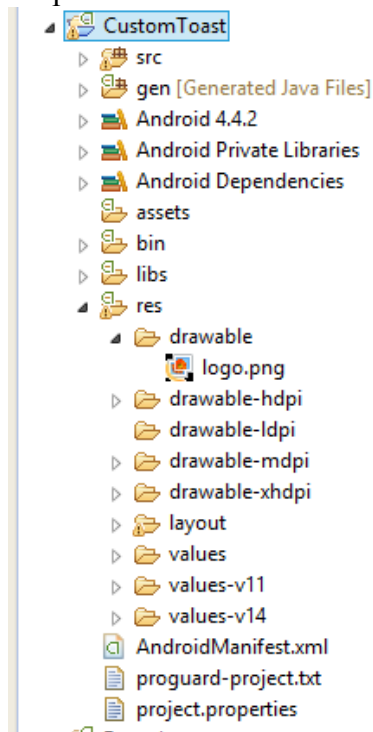 CustomToast
src
gen [Generated Java Files]
Android 4.4.2
Android Private Libraries
Android Dependencies
assets
bin
libs
res
drawable
logo.png
drawable-hdpi
drawable-ldpi
drawable-mdpi
drawable-xhdpi
layout
values
values-v11
values-v14
AndroidManifest.xml
proguard-project.txt
project.properties